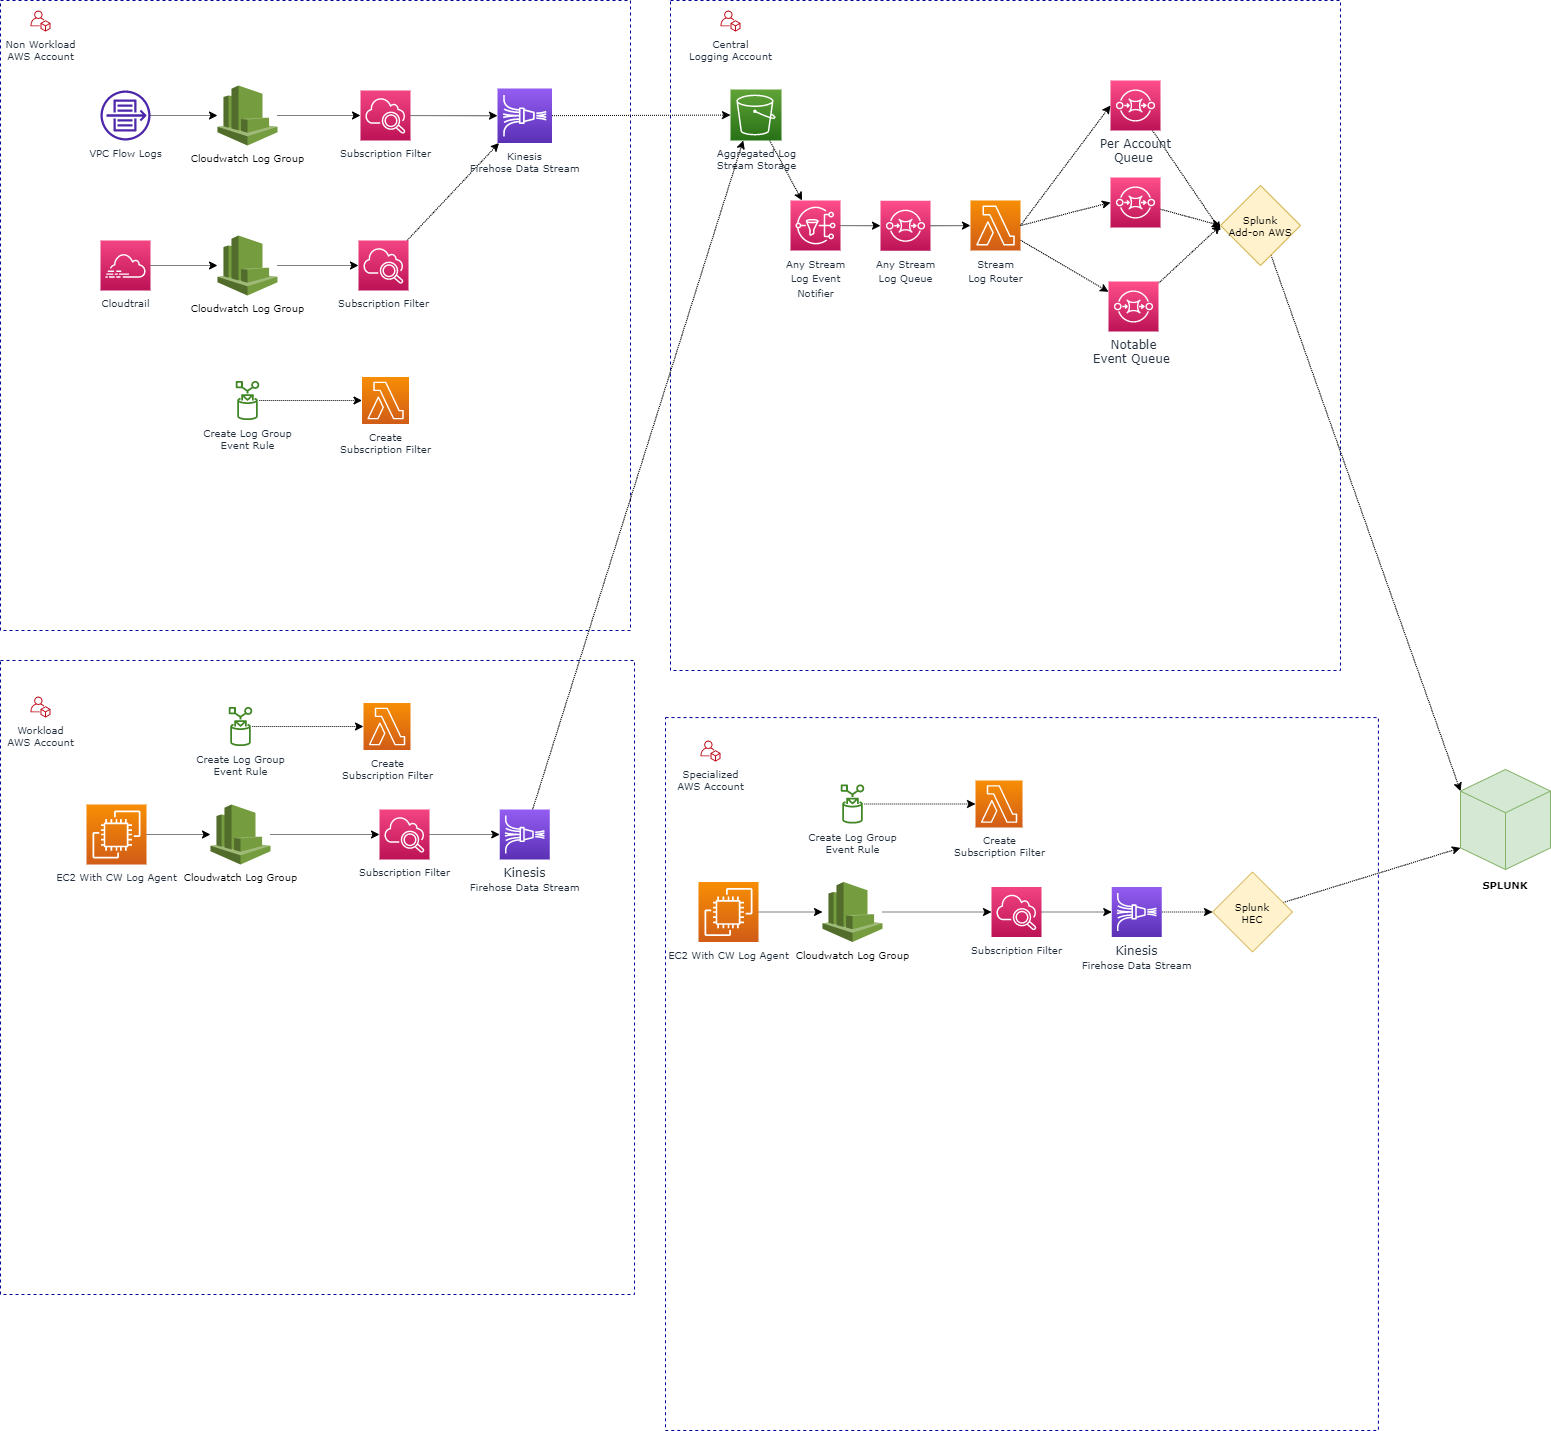 Non Workload
AWS Account
VPC Flow Logs
Cloudwatch Log Group
Subscription Filter
Kinesis
Firehose Data Stream
Cloudtrail
Cloudwatch Log Group
Subscription Filter
Create Log Group
Event Rule
Create
Subscription Filter
Central
Logging Account
Aggregated Log
Stream Storage
Any Stream
Log Event
Notifier
Any Stream
Log Queue
Stream
Log Router
Per Account
Queue
Notable
Event Queue
Splunk
Add-on AWS
Workload
AWS Account
Create Log Group
Event Rule
Create
Subscription Filter
EC2 With CW Log Agent
Cloudwatch Log Group
Subscription Filter
Kinesis
Firehose Data Stream
Specialized
AWS Account
Create Log Group
Event Rule
Create
Subscription Filter
EC2 With CW Log Agent
Cloudwatch Log Group
Subscription Filter
Kinesis
Firehose Data Stream
Splunk
HEC
SPLUNK